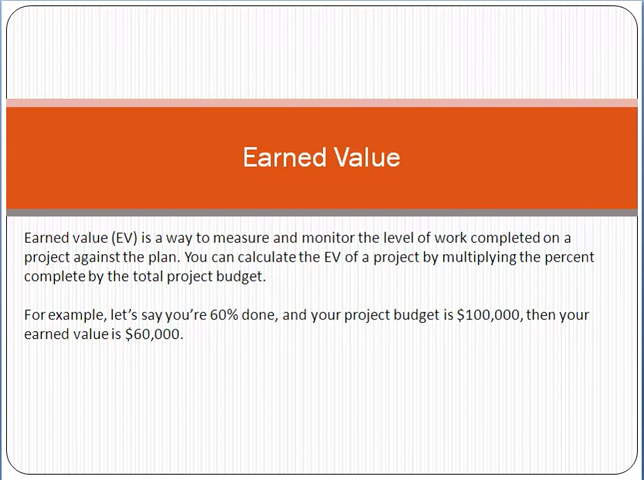 Earned Value
Earned value (EV) is a way to measure and monitor the level of work completed on a
project against the plan. You can calculate the EV of a project by multiplying the percent
complete by the total project budget.
For example, let's say you're 60% done, and your project budget is $100,000, then your
earned value is $60,000.